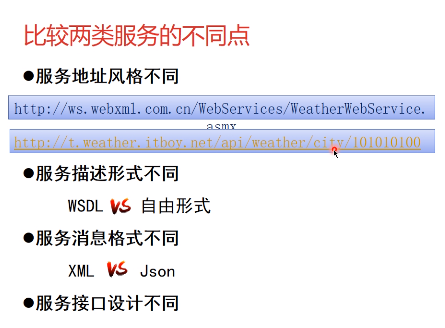 比较两类服务的不同点
●服务地址风格不同
http://ws.webxml.com.cn/WebServices/WeatherWebService.
asmx
http://t.weather.itboy.net/api/weather/city/101010100
●服务描述形式不同
WSDL VS 自由形式
●服务消息格式不同
XML VS Json
●服务接口设计不同